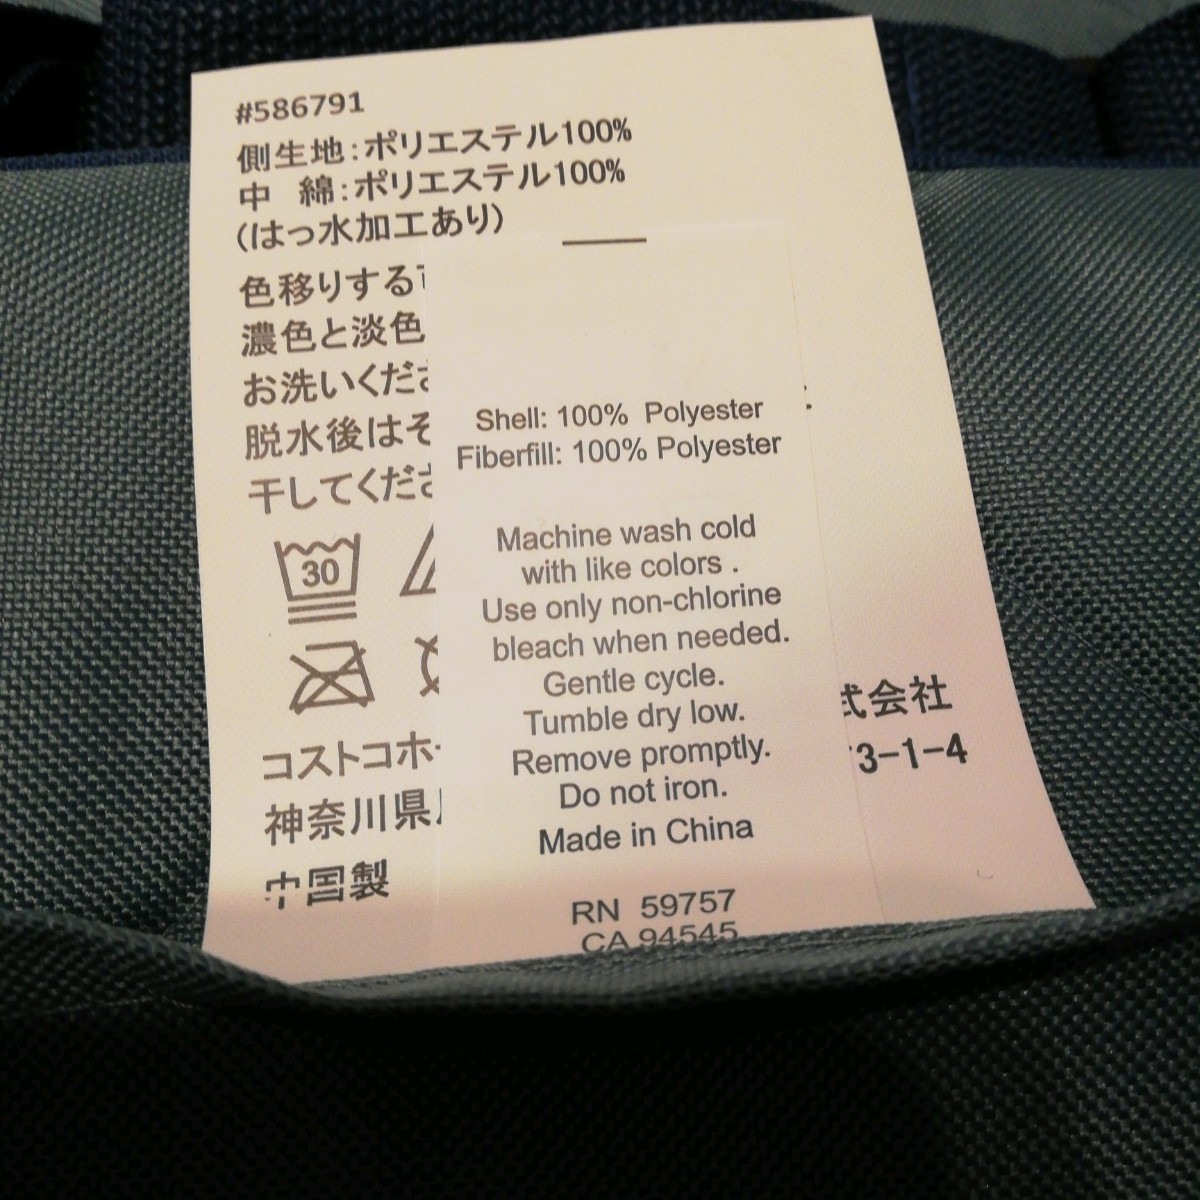 #586791
側生地:ポリエステル100%
中 綿:ポリエステル100%
(はっ水加工あり)
色移りする
濃色と淡色
お洗いくださ
脱水後はそ
干してくださ
30
コストコホ
神奈川県
中国製
式会社
3-1-4
Shell: 100% Polyester
Fiberfill: 100% Polyester
Machine wash cold
with like colors .
Use only non-chlorine
bleach when needed.
Gentle cycle.
Tumble dry low.
Remove promptly.
Do not iron.
Made in China
RN 59757
CA 94545